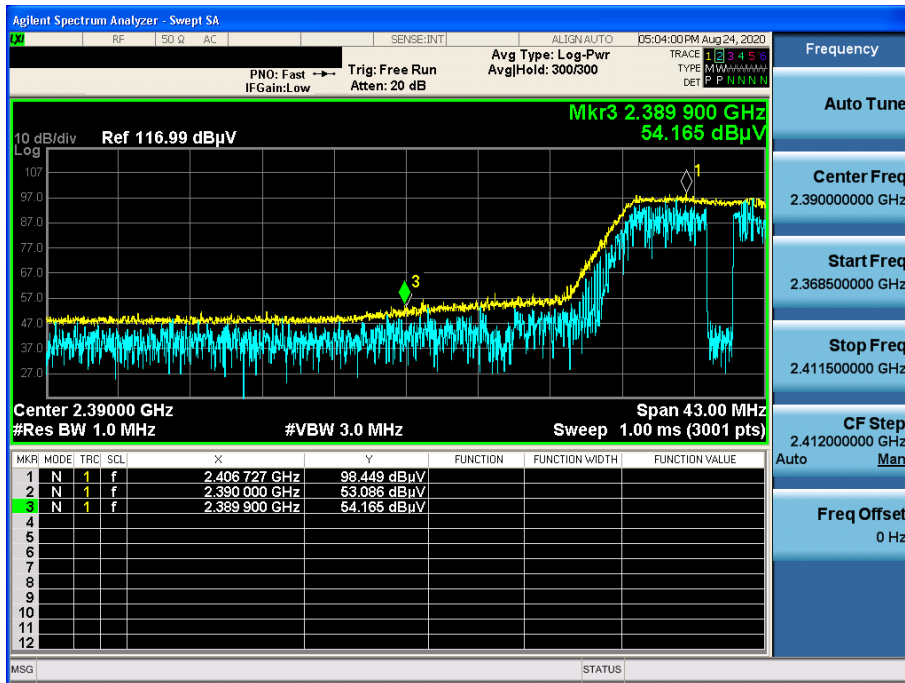 Agilent Spectrum Analyzer - Swept SA
LXI RF 50 Ω AC SENSE:INT ALIGN AUTO 05:04:00 PM Aug 24, 2020
PNO: Fast Trig: Free Run Avg Type: Log-Pwr TRACE 1 2 3 4 5 6
IFGain:Low Atten: 20 dB Avg|Hold: 300/300 TYPE M W W W W W W
DET P P N N N N
Mkr3 2.389 900 GHz
54.165 dBµV
10 dB/div Ref 116.99 dBµV
Log
107
97.0
87.0
77.0
67.0
57.0
47.0
37.0
27.0
1
3
Center 2.39000 GHz Span 43.00 MHz
#Res BW 1.0 MHz #VBW 3.0 MHz Sweep 1.00 ms (3001 pts)
MKR MODE TRC SCL X Y FUNCTION FUNCTION WIDTH FUNCTION VALUE
1 N 1 f 2.406 727 GHz 98.449 dBµV
2 N 1 f 2.390 000 GHz 53.086 dBµV
3 N 1 f 2.389 900 GHz 54.165 dBµV
4
5
6
7
8
9
10
11
12
MSG STATUS
Frequency
Auto Tune
Center Freq
2.390000000 GHz
Start Freq
2.368500000 GHz
Stop Freq
2.411500000 GHz
CF Step
2.412000000 GHz
Auto Man
Freq Offset
0 Hz